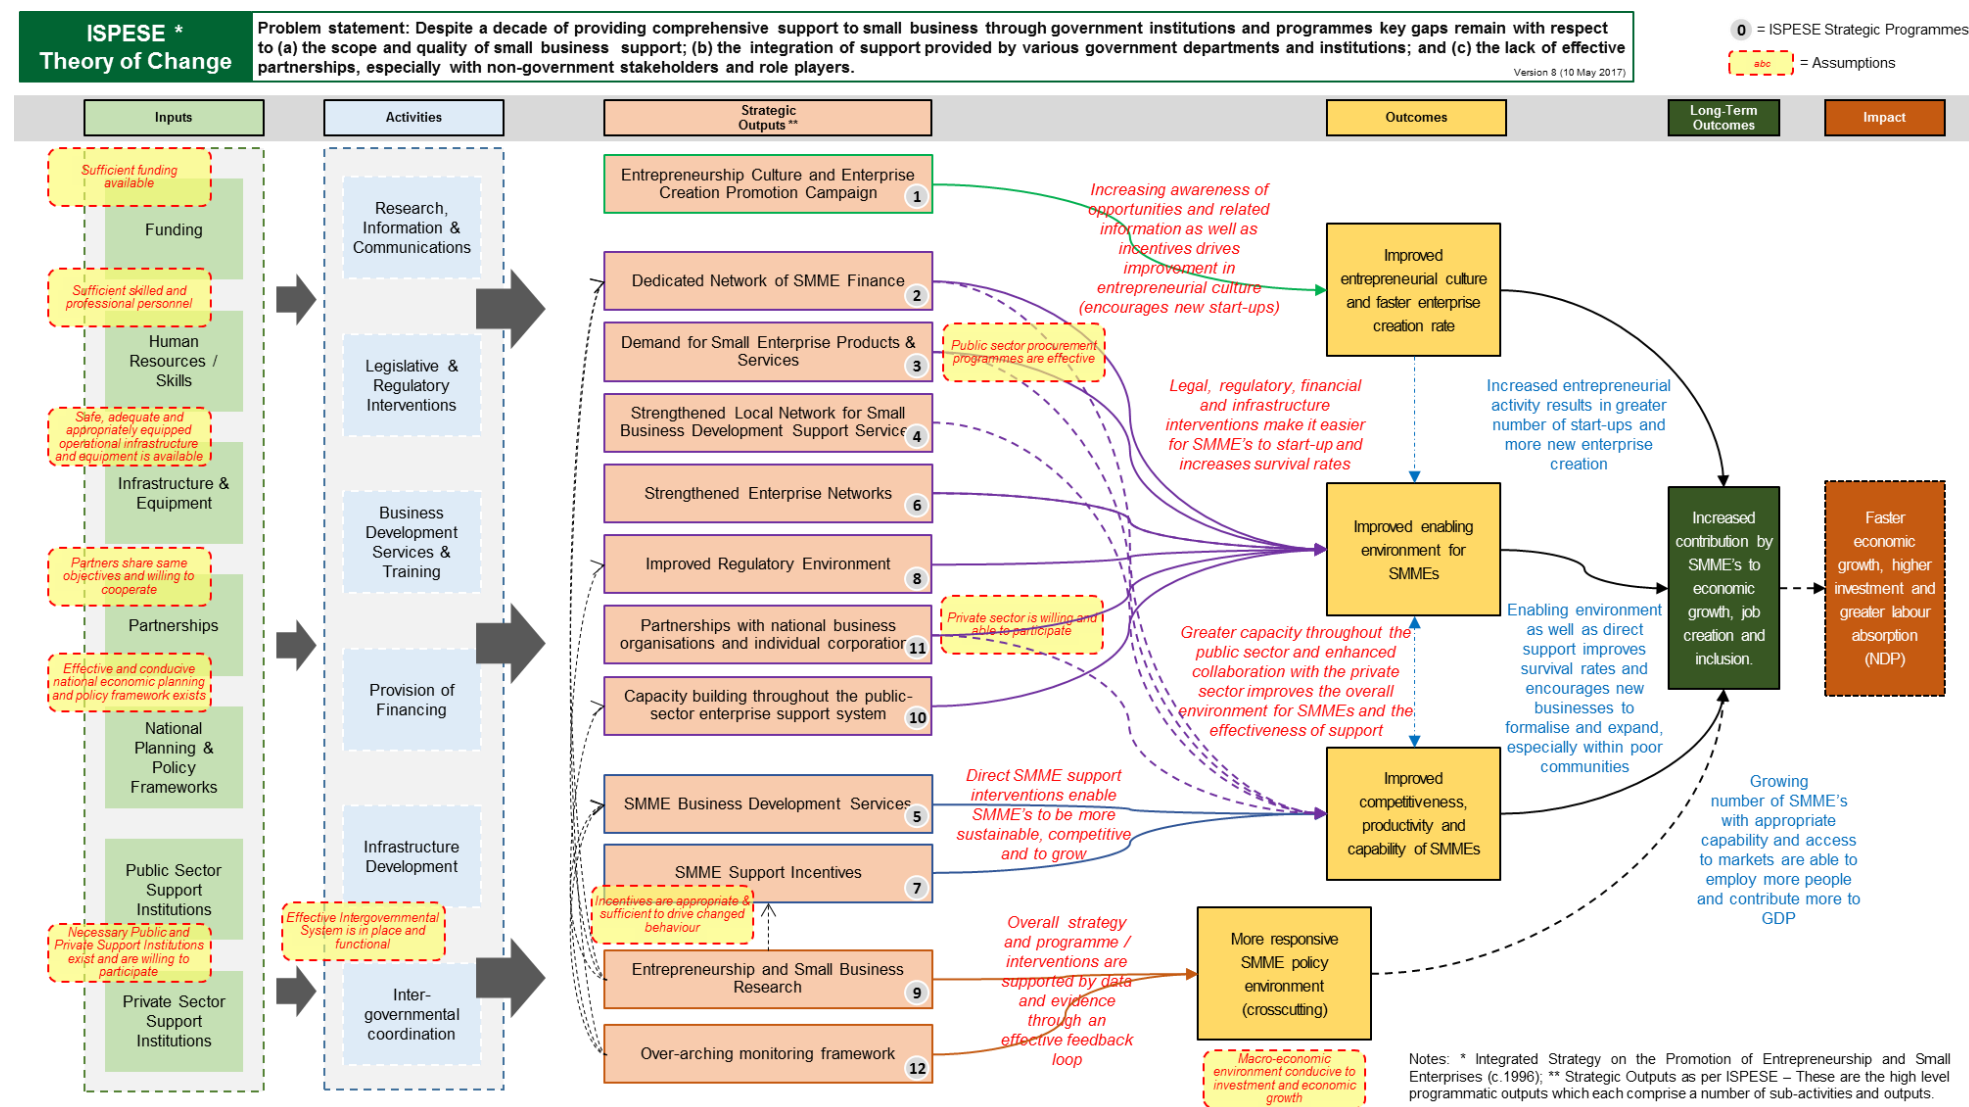 ISPESE *
Theory of Change
Problem statement: Despite a decade of providing comprehensive support to small business through government institutions and programmes key gaps remain with respect
to (a) the scope and quality of small business support; (b) the integration of support provided by various government departments and institutions; and (c) the lack of effective
partnerships, especially with non-government stakeholders and role players.
Version 8 (10 May 2017)
0 = ISPESE Strategic Programmes
abc = Assumptions
Inputs
Activities
Strategic
Outputs **
Outcomes
Long-Term
Outcomes
Impact
Sufficient funding
available
Funding
Sufficient skilled and
professional personnel
Human
Resources /
Skills
Safe, adequate and
appropriately equipped
operational infrastructure
and equipment is available
Infrastructure &
Equipment
Partners share same
objectives and willing to
cooperate
Partnerships
Effective and conducive
national economic planning
and policy framework exists
National
Planning &
Policy
Frameworks
Public Sector
Support
Institutions
Necessary Public and
Private Support Institutions
exist and are willing to
participate
Private Sector
Support
Institutions
Research,
Information &
Communications
Legislative &
Regulatory
Interventions
Business
Development
Services &
Training
Provision of
Financing
Infrastructure
Development
Effective Intergovernmental
System is in place and
functional
Inter-
governmental
coordination
Entrepreneurship Culture and Enterprise
Creation Promotion Campaign
1
Dedicated Network of SMME Finance
2
Demand for Small Enterprise Products &
Services
3
Strengthened Local Network for Small
Business Development Support Service
4
Strengthened Enterprise Networks
6
Improved Regulatory Environment
8
Partnerships with national business
organisations and individual corporation
11
Capacity building throughout the public-
sector enterprise support system
10
SMME Business Development Services
5
SMME Support Incentives
7
Incentives are appropriate &
sufficient to drive changed
behaviour
Entrepreneurship and Small Business
Research
9
Over-arching monitoring framework
12
Public sector procurement
programmes are effective
Private sector is willing and
able to participate
Increasing awareness of
opportunities and related
information as well as
incentives drives
improvement in
entrepreneurial culture
(encourages new start-ups)
Legal, regulatory, financial
and infrastructure
interventions make it easier
for SMME's to start-up and
increases survival rates
Greater capacity throughout the
public sector and enhanced
collaboration with the private
sector improves the overall
environment for SMMEs and the
effectiveness of support
Direct SMME support
interventions enable
SMME's to be more
sustainable, competitive
and to grow
Overall strategy
and programme /
interventions are
supported by data
and evidence
through an
effective feedback
loop
Improved
entrepreneurial culture
and faster enterprise
creation rate
Improved enabling
environment for
SMMEs
Improved
competitiveness,
productivity and
capability of SMMEs
More responsive
SMME policy
environment
(crosscutting)
Macro-economic
environment conducive to
investment and economic
growth
Increased entrepreneurial
activity results in greater
number of start-ups and
more new enterprise
creation
Enabling environment
as well as direct
support improves
survival rates and
encourages new
businesses to
formalise and expand,
especially within poor
communities
Growing
number of SMME's
with appropriate
capability and access
to markets are able to
employ more people
and contribute more to
GDP
Increased
contribution by
SMME's to
economic
growth, job
creation and
inclusion.
Faster
economic
growth, higher
investment and
greater labour
absorption
(NDP)
Notes: * Integrated Strategy on the Promotion of Entrepreneurship and Small
Enterprises (c.1996); ** Strategic Outputs as per ISPESE – These are the high level
programmatic outputs which each comprise a number of sub-activities and outputs.